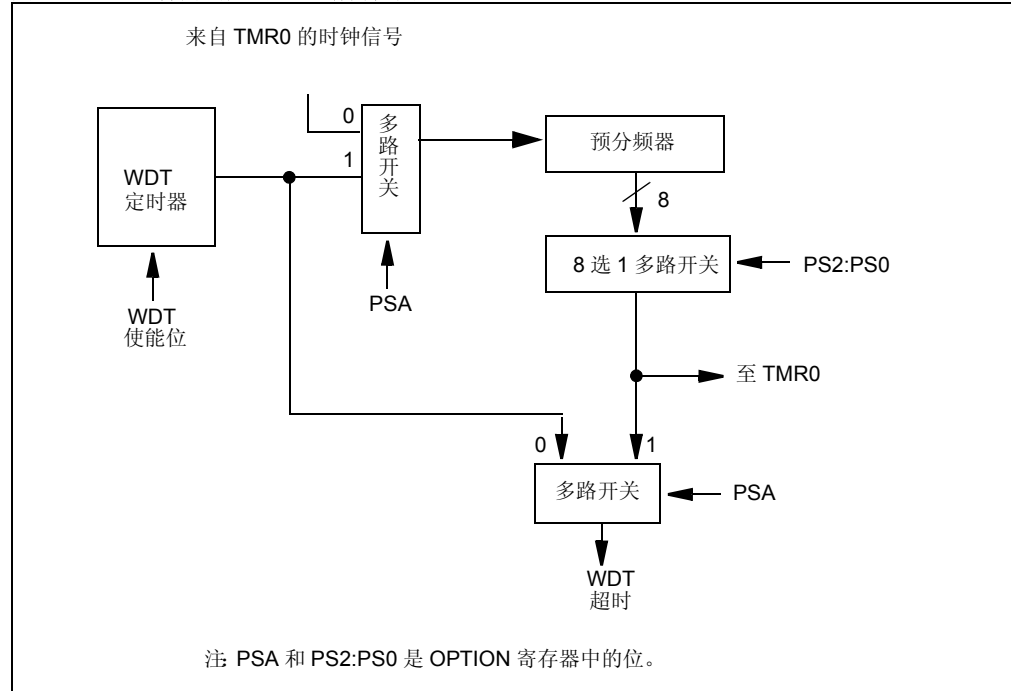 来自 TMR0 的时钟信号
0
多
路
开
关
1
预分频器
WDT
定时器
8
8 选 1 多路开关
PS2:PS0
PSA
WDT
使能位
至 TMR0
0
1
多路开关
PSA
WDT
超时
注: PSA 和 PS2:PS0 是 OPTION 寄存器中的位。